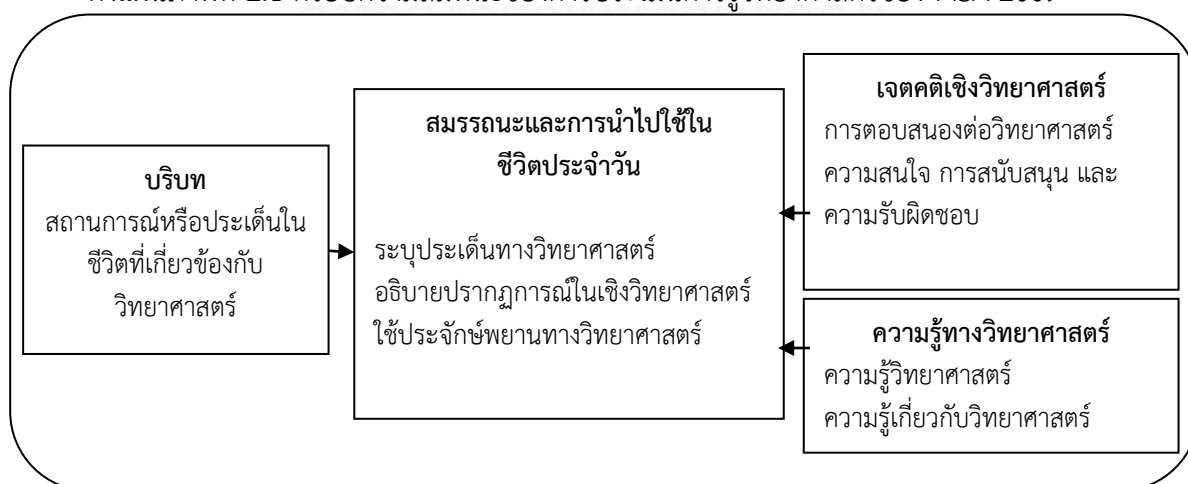 บริบท
สถานการณ์หรือประเด็นใน
ชีวิตที่เกี่ยวข้องกับ
วิทยาศาสตร์
สมรรถนะและการนำไปใช้ใน
ชีวิตประจำวัน
ระบุประเด็นทางวิทยาศาสตร์
อธิบายปรากฏการณ์ในเชิงวิทยาศาสตร์
ใช้ประจักษ์พยานทางวิทยาศาสตร์
เจตคติเชิงวิทยาศาสตร์
การตอบสนองต่อวิทยาศาสตร์
ความสนใจ การสนับสนุน และ
ความรับผิดชอบ
ความรู้ทางวิทยาศาสตร์
ความรู้วิทยาศาสตร์
ความรู้เกี่ยวกับวิทยาศาสตร์